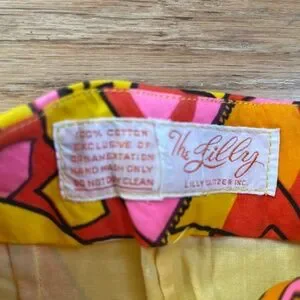 100% COTTON
EXCLUSIVE OF
ORNAMENTATION
HAND WASH ONLY
DO NOT DRY CLEAN
The Lilly
LILLY PULITZER INC.